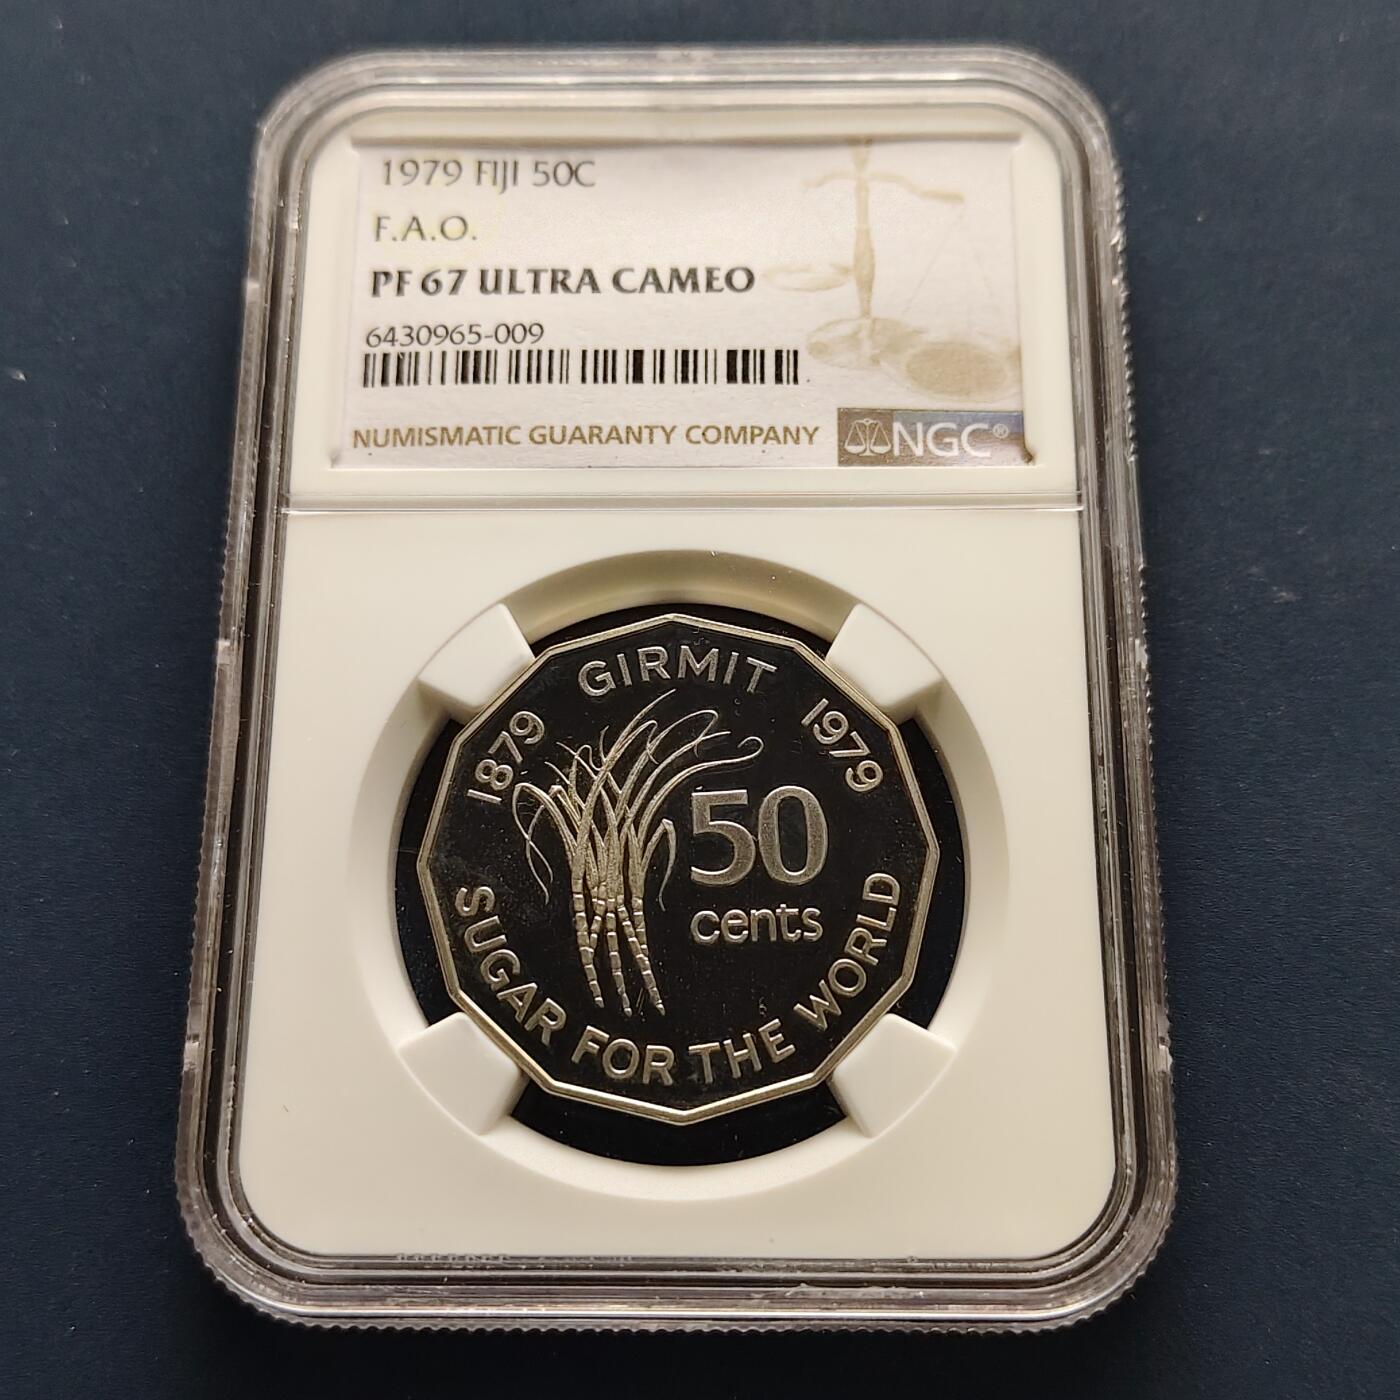 1979 FIJI 50C
F.A.O.
PF 67 ULTRA CAMEO
6430965-009
NUMISMATIC GUARANTY COMPANY
NGC®
1879 GIRMIT 1979
50
cents
SUGAR FOR THE WORLD